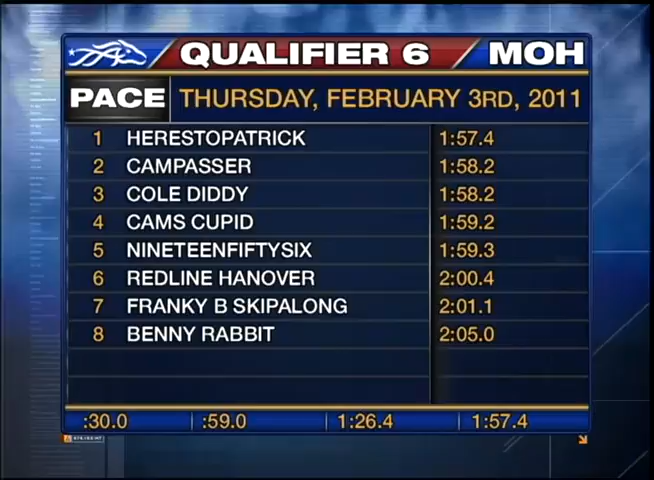 QUALIFIER 6 MOH
PACE THURSDAY, FEBRUARY 3RD, 2011
1 HERESTOPATRICK 1:57.4
2 CAMPASSER 1:58.2
3 COLE DIDDY 1:58.2
4 CAMS CUPID 1:59.2
5 NINETEENFIFTYSIX 1:59.3
6 REDLINE HANOVER 2:00.4
7 FRANKY B SKIPALONG 2:01.1
8 BENNY RABBIT 2:05.0
:30.0 :59.0 1:26.4 1:57.4